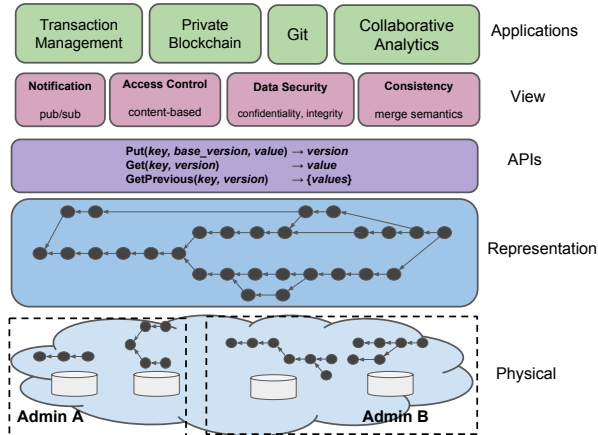 Transaction
Management
Private
Blockchain
Git
Collaborative
Analytics
Applications
Notification
pub/sub
Access Control
content-based
Data Security
confidentiality, integrity
Consistency
merge semantics
View
Put(key, base_version, value) → version
Get(key, version) → value
GetPrevious(key, version) → {values}
APIs
Representation
Physical
Admin A
Admin B